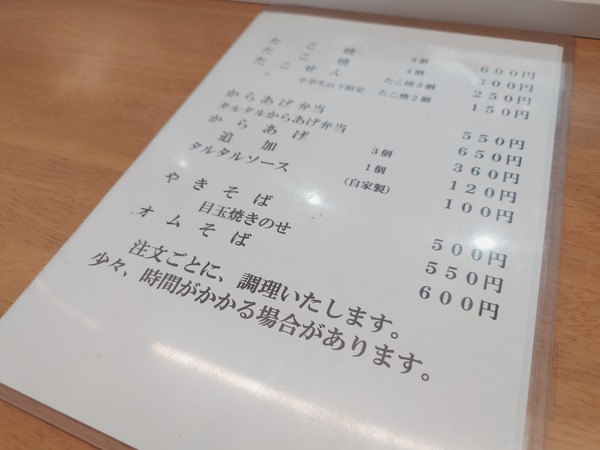 たこ焼 8個 600円
たこ焼 4個 300円
たこせん たこ焼3個 250円
小学生以下限定 たこ焼2個 150円
からあげ弁当 550円
タルタルからあげ弁当 650円
からあげ 3個 360円
追加 1個 120円
タルタルソース (自家製) 100円
やきそば 500円
目玉焼きのせ 550円
オムそば 600円
注文ごとに、調理いたします。
少々、時間がかかる場合があります。